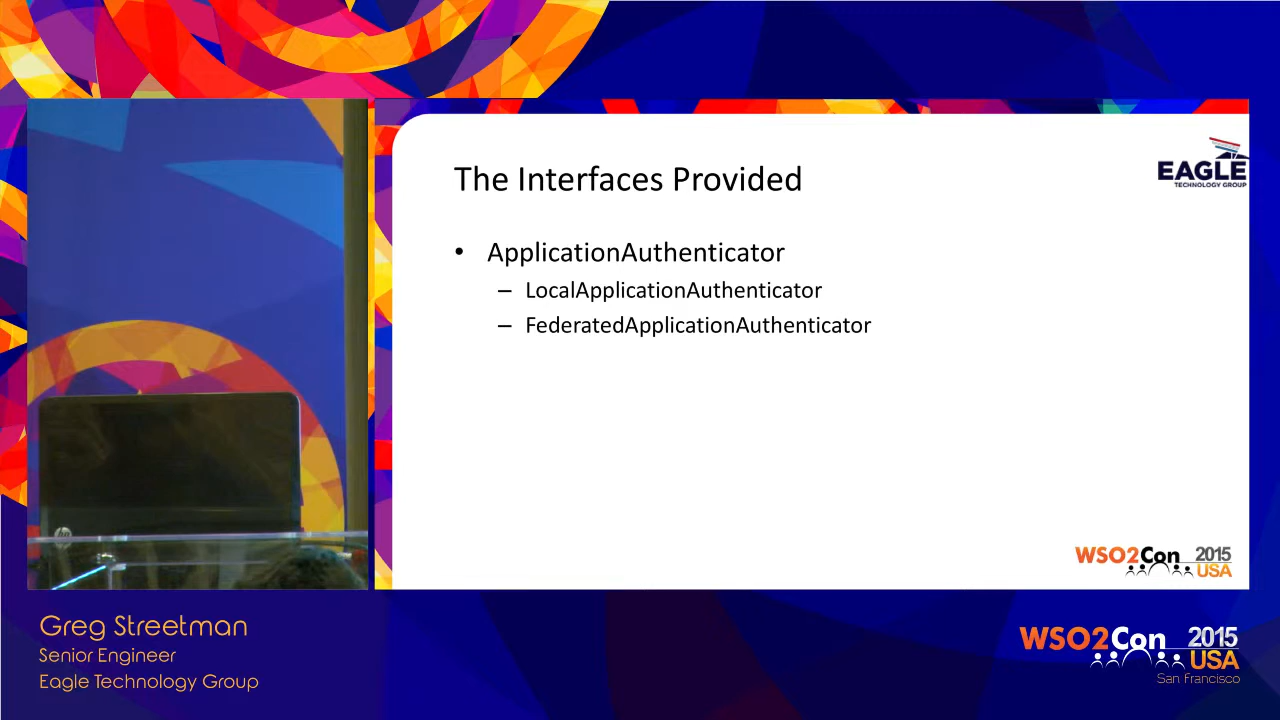 The Interfaces Provided
EAGLE
TECHNOLOGY GROUP
• ApplicationAuthenticator
– LocalApplicationAuthenticator
– FederatedApplicationAuthenticator
WSO2Con 2015
USA
hp
Greg Streetman
Senior Engineer
Eagle Technology Group
WSO2Con 2015
USA
San Francisco